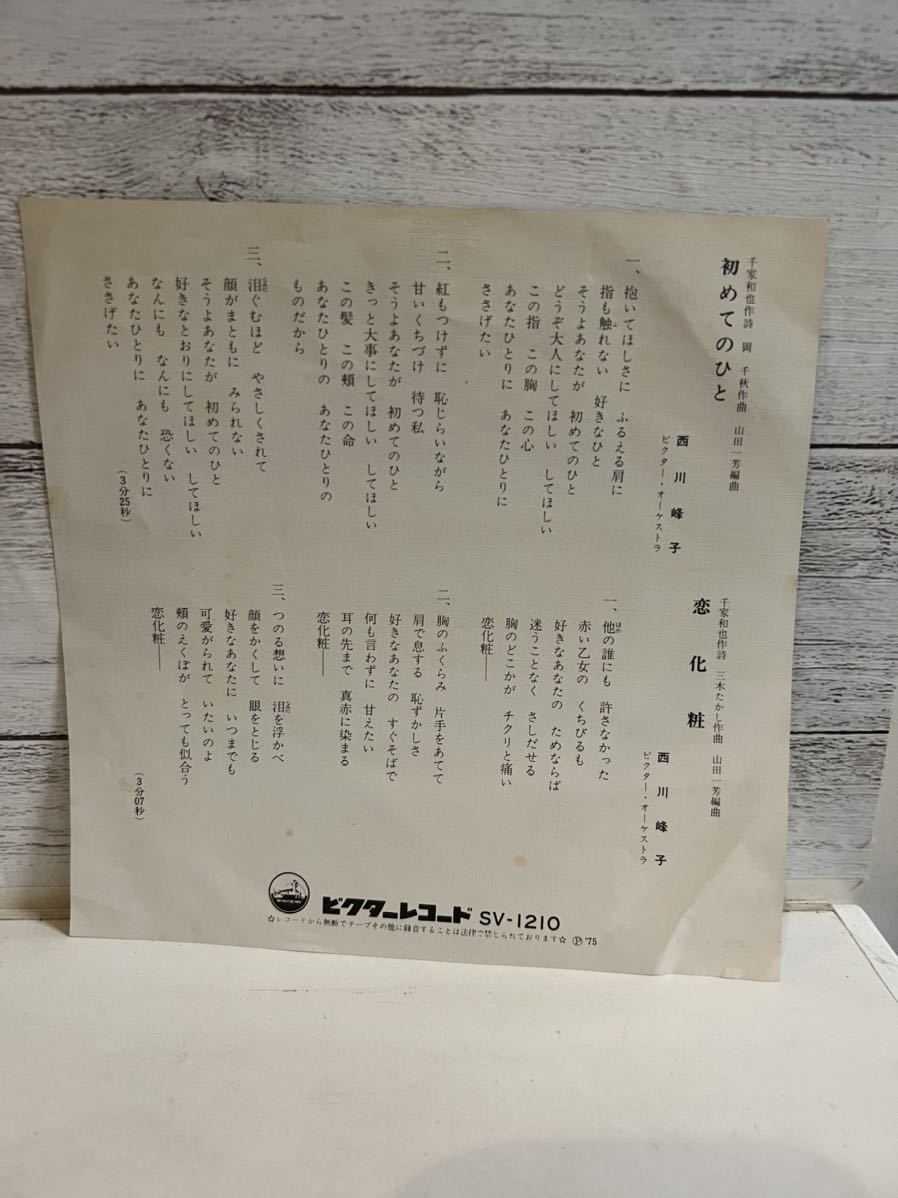 初めてのひと
千家和也作詩　岡　千秋作曲　山田一芳編曲
西川峰子
ビクター・オーケストラ
一、抱いてほしさに　ふるえる肩に
指も触れない　好きなひと
そうよあなたが　初めてのひと
どうぞ大人にしてほしい　してほしい
この指　この胸　この心
あなたひとりに　あなたひとりに
ささげたい
二、紅もつけずに　恥じらいながら
甘いくちづけ　待つ私
そうよあなたが　初めてのひと
きっと大事にしてほしい　してほしい
この髪　この頬　この命
あなたひとりの　あなたひとりの
ものだから
三、泪ぐむほど　やさしくされて
顔がまともに　みられない
そうよあなたが　初めてのひと
好きなとおりにしてほしい　してほしい
なんにも　なんにも　恐くない
あなたひとりに　あなたひとりに
ささげたい
（3分25秒）
恋化粧
千家和也作詩　三木たかし作曲　山田一芳編曲
西川峰子
ビクター・オーケストラ
一、他の誰にも　許さなかった
赤い乙女の　くちびるも
好きなあなたの　ためならば
迷うことなく　さしだせる
胸のどこかが　チクリと痛い
恋化粧――
二、胸のふくらみ　片手をあてて
肩で息する　恥ずかしさ
好きなあなたの　すぐそばで
何も言わずに　甘えたい
耳の先まで　真赤に染まる
恋化粧――
三、つのる想いに　泪を浮かべ
顔をかくして　眼をとじる
好きなあなたに　いつまでも
可愛がられて　いたいのよ
頬のえくぼが　とっても似合う
恋化粧――
（3分07秒）
ビクターレコード SV-1210
☆レコードから無断でテープその他に録音することは法律で禁じられております☆ Ⓟ'75